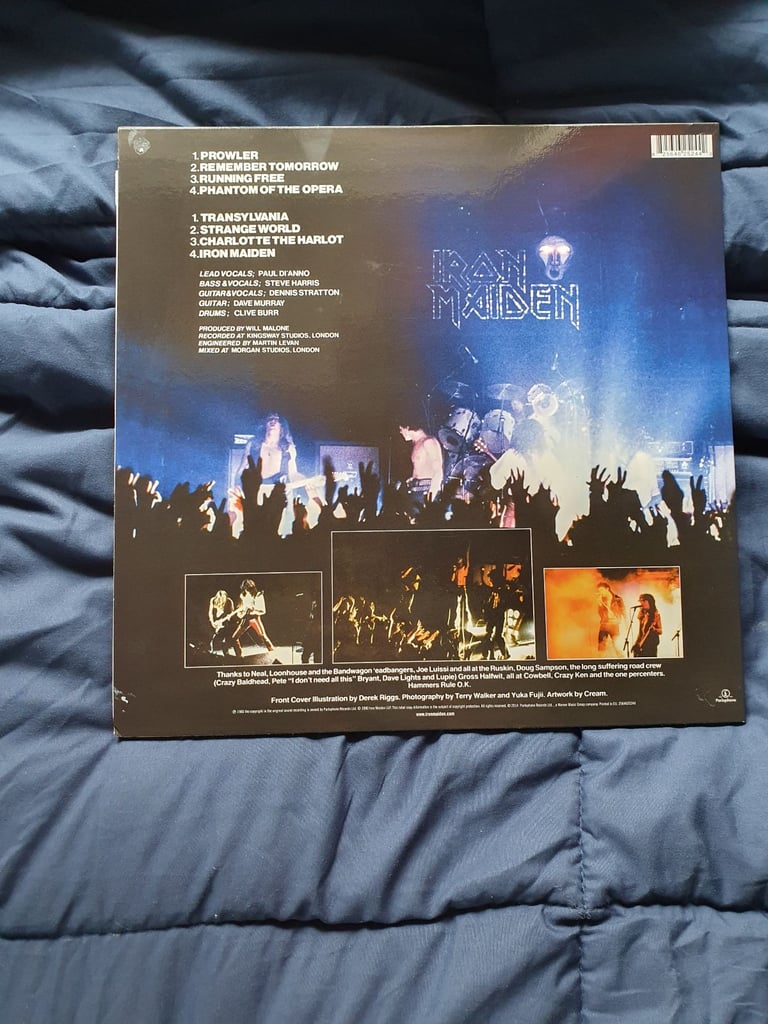 1. PROWLER
2. REMEMBER TOMORROW
3. RUNNING FREE
4. PHANTOM OF THE OPERA
1. TRANSYLVANIA
2. STRANGE WORLD
3. CHARLOTTE THE HARLOT
4. IRON MAIDEN
LEAD VOCALS; PAUL DI'ANNO
BASS & VOCALS; STEVE HARRIS
GUITAR & VOCALS; DENNIS STRATTON
GUITAR; DAVE MURRAY
DRUMS; CLIVE BURR
PRODUCED BY WILL MALONE
RECORDED AT KINGSWAY STUDIOS, LONDON
ENGINEERED BY MARTIN LEVAN
MIXED AT MORGAN STUDIOS, LONDON
IRON
MAIDEN
Thanks to Neal, Loonhouse and the Bandwagon 'eadbangers, Joe Luissi and all at the Ruskin, Doug Sampson, the long suffering road crew
(Crazy Baldhead, Pete "I don't need all this" Bryant, Dave Lights and Lupie) Gross Hallwit, all at Cowbell, Crazy Ken and the one percenters.
Hammers Rule O.K.
Front Cover Illustration by Derek Riggs. Photography by Terry Walker and Yuka Fujii. Artwork by Cream.
www.ironmaiden.com
Parlophone